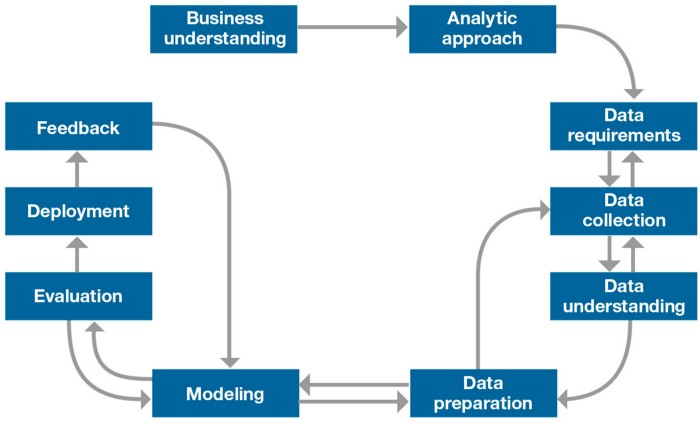 Business
understanding
Analytic
approach
Data
requirements
Data
collection
Data
understanding
Data
preparation
Modeling
Evaluation
Deployment
Feedback